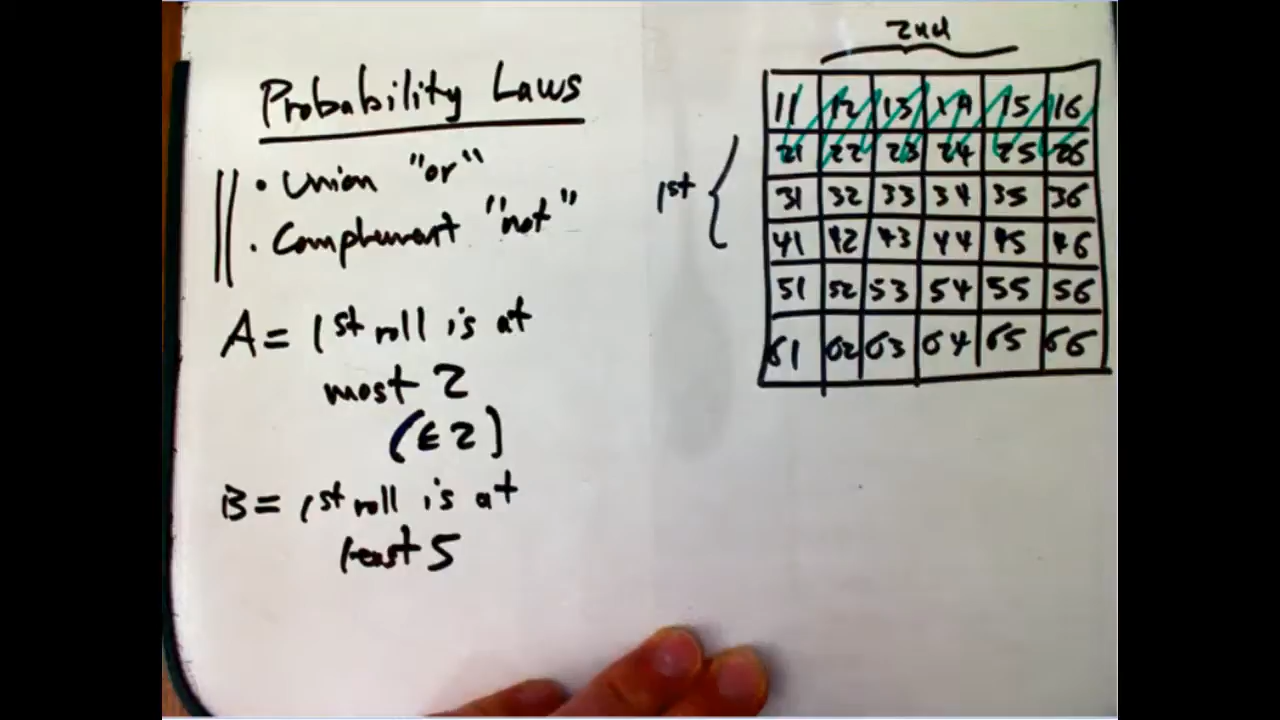 Probability Laws
• Union "or"
• Complement "not"
A = 1st roll is at
most 2
(≤ 2)
B = 1st roll is at
least 5
2nd
1st
11 12 13 14 15 16
21 22 23 24 25 26
31 32 33 34 35 36
41 42 43 44 45 46
51 52 53 54 55 56
61 62 63 64 65 66